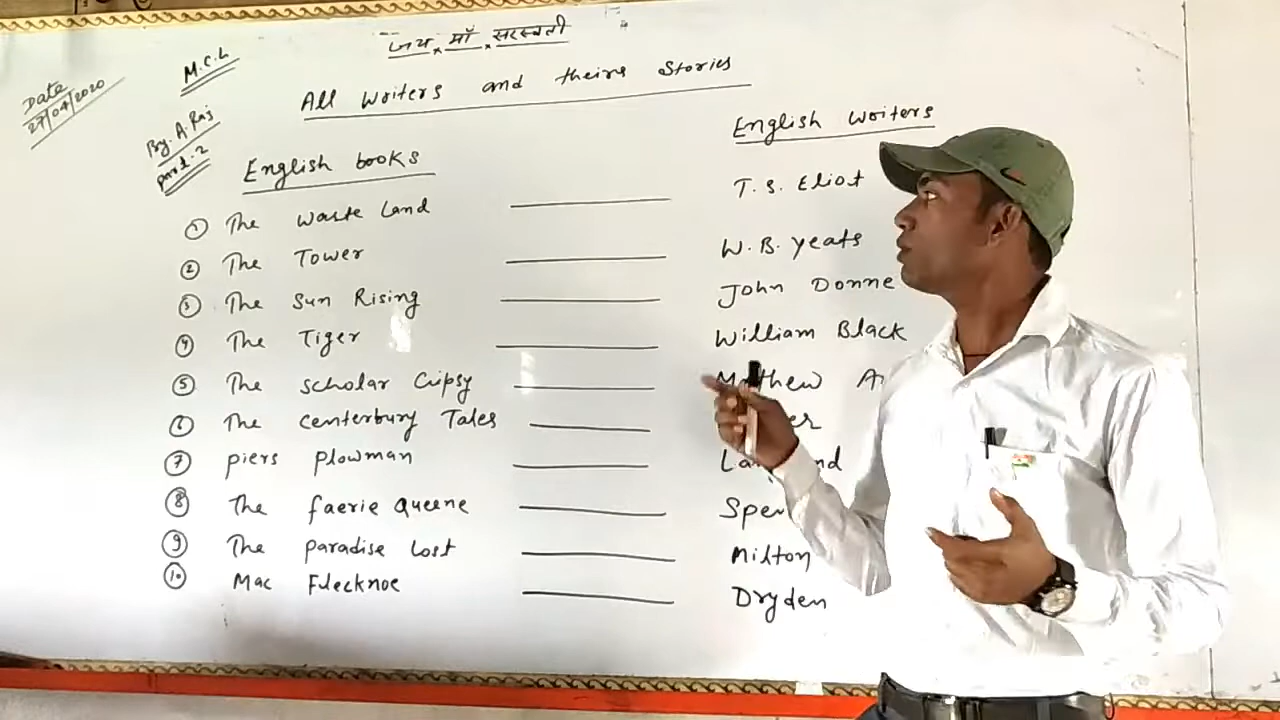 जय माँ सरस्वती
Date
27/04/2020
M.C.L
By. A. Raj
part. 2
All Writers and theirs Stories
English books
English Writers
① The Waste Land T. S. Eliot
② The Tower W. B. Yeats
③ The Sun Rising John Donne
④ The Tiger William Black
⑤ The scholar Gipsy Mathew
⑥ The centerbury Tales
⑦ piers plowman
⑧ The faerie Queene
⑨ The paradise lost Milton
⑩ Mac Flecknoe Dryden